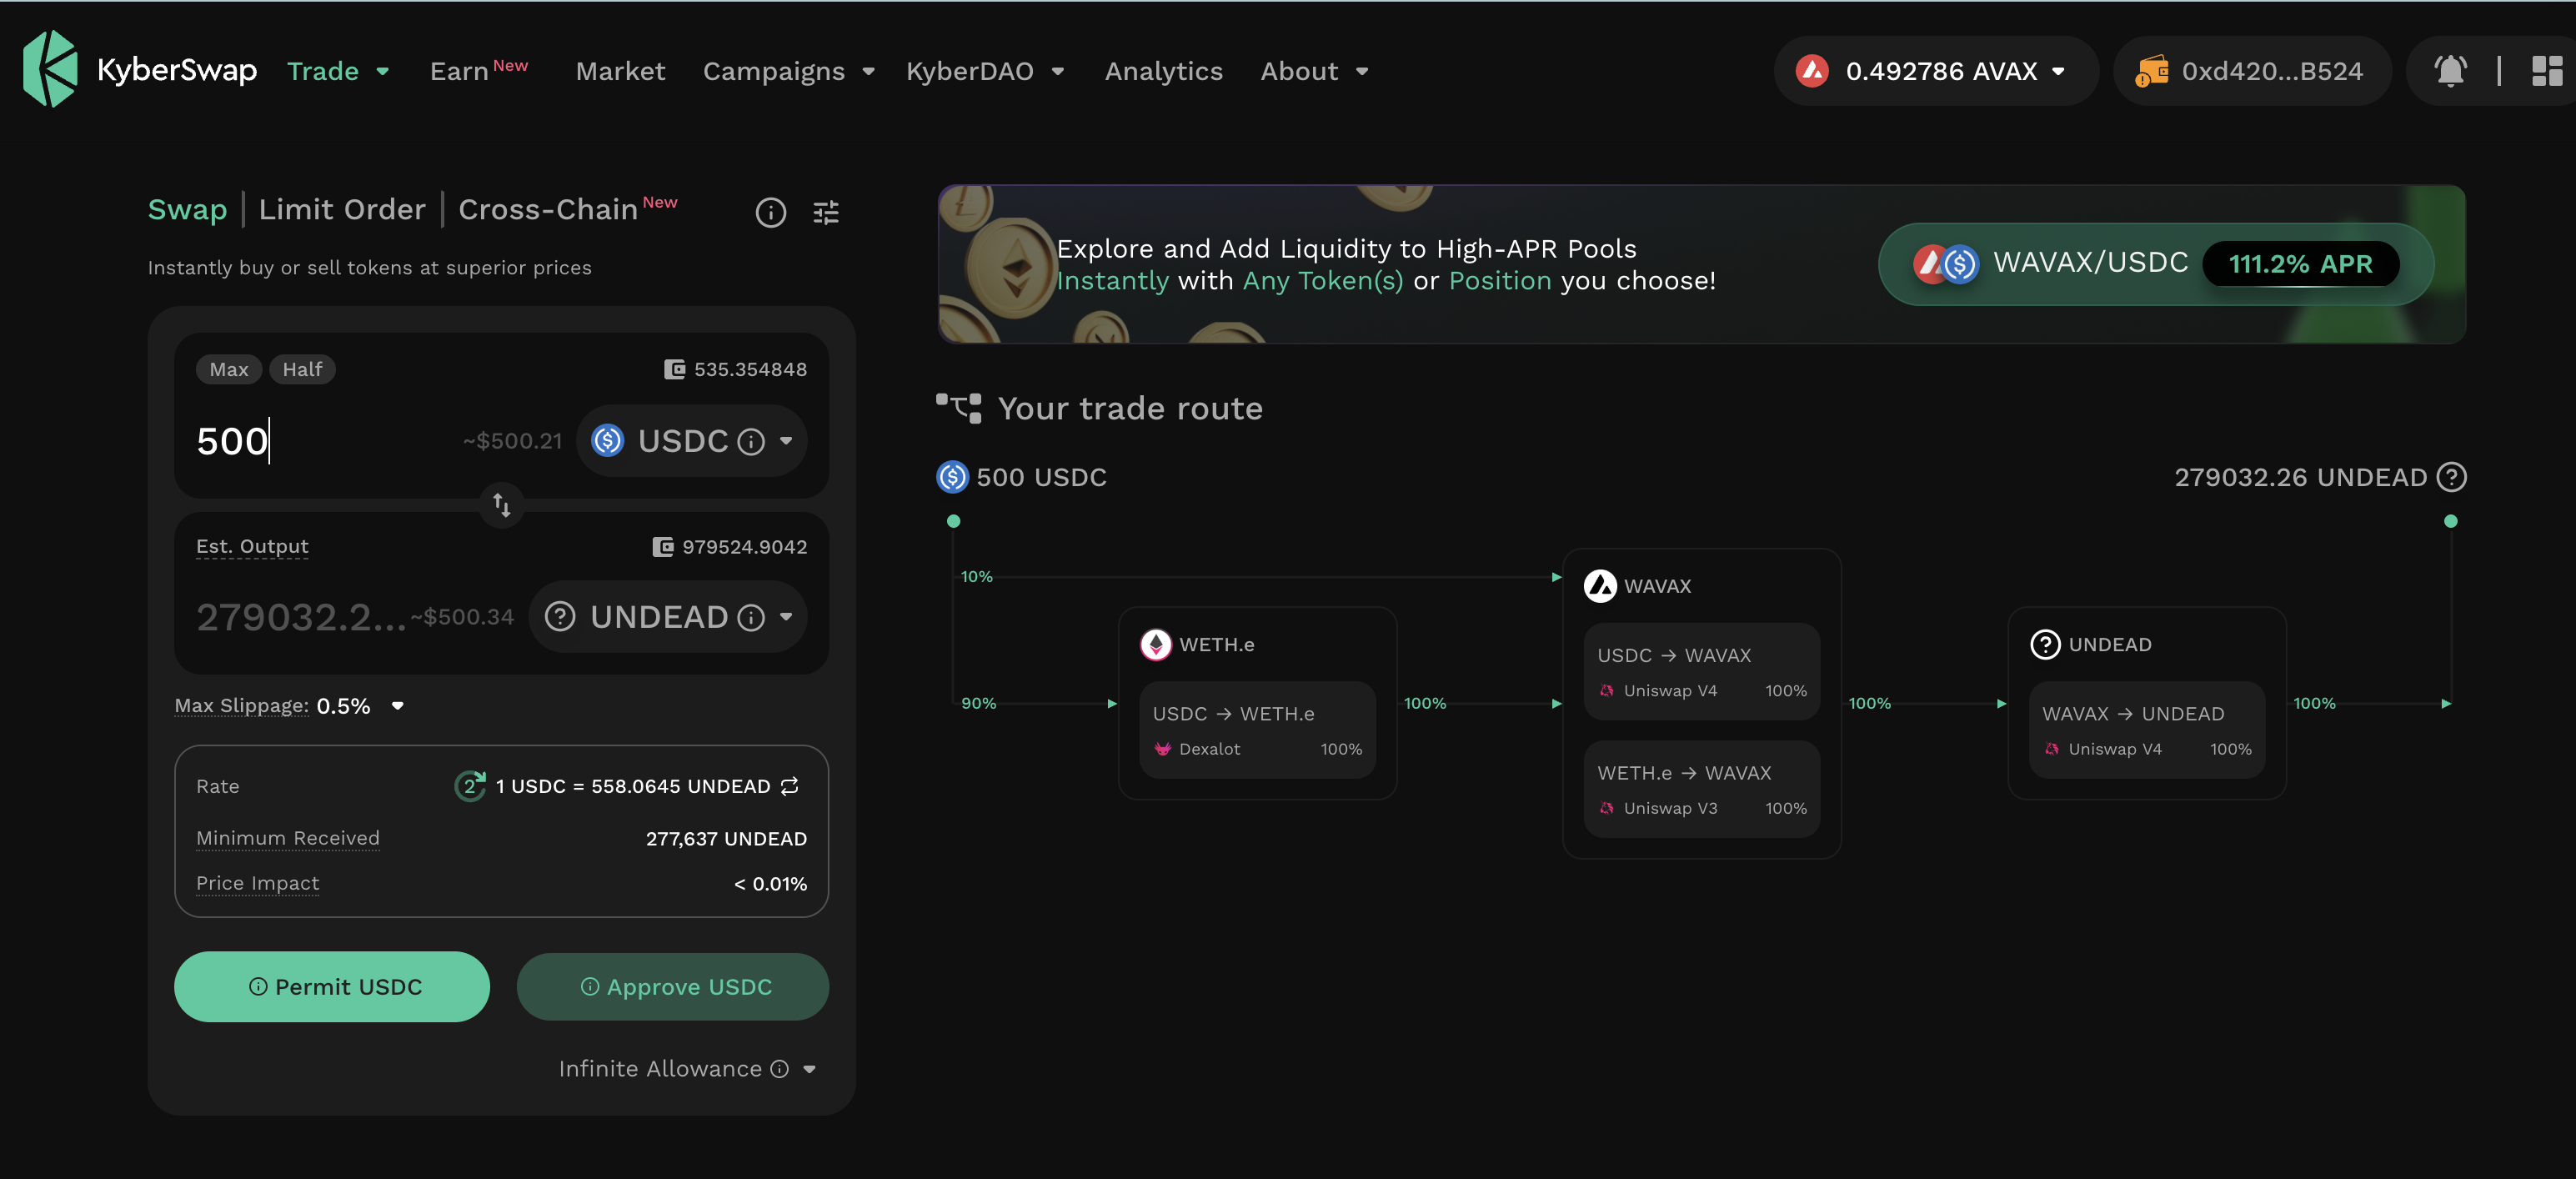 KyberSwap Trade Earn New Market Campaigns KyberDAO Analytics About 0.492786 AVAX 0xd420...B524
Swap | Limit Order | Cross-Chain New
Instantly buy or sell tokens at superior prices
Max Half 535.354848
500 ~$500.21 USDC
Est. Output 979524.9042
279032.2... ~$500.34 UNDEAD
Max Slippage: 0.5%
Rate 2 1 USDC = 558.0645 UNDEAD
Minimum Received 277,637 UNDEAD
Price Impact < 0.01%
Permit USDC Approve USDC
Infinite Allowance
Explore and Add Liquidity to High-APR Pools
Instantly with Any Token(s) or Position you choose!
WAVAX/USDC 111.2% APR
Your trade route
500 USDC 279032.26 UNDEAD
10%
90%
WETH.e
USDC → WETH.e
Dexalot 100%
100%
WAVAX
USDC → WAVAX
Uniswap V4 100%
WETH.e → WAVAX
Uniswap V3 100%
100%
UNDEAD
WAVAX → UNDEAD
Uniswap V4 100%
100%